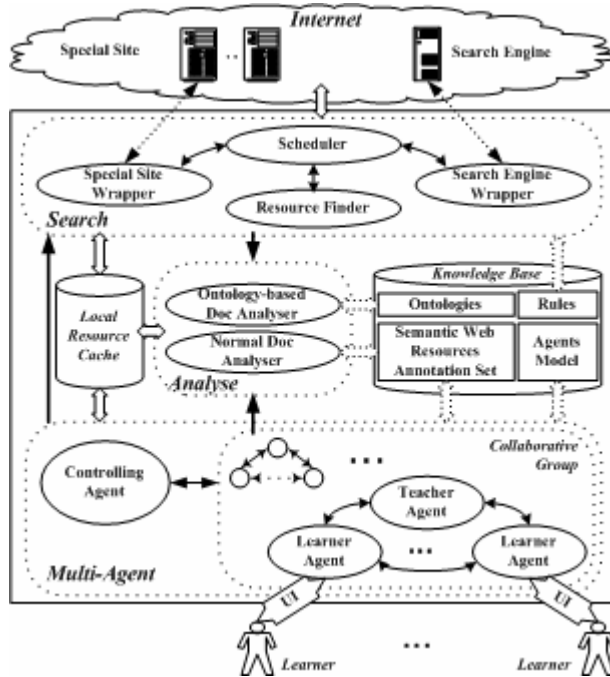 Internet
Special Site
Search Engine
Scheduler
Special Site
Wrapper
Search Engine
Wrapper
Resource Finder
Search
Knowledge Base
Ontology-based
Doc Analyser
Ontologies
Rules
Local
Resource
Cache
Normal Doc
Analyser
Semantic Web
Resources
Annotation Set
Agents
Model
Analyse
Collaborative
Group
Controlling
Agent
Teacher
Agent
Learner
Agent
Learner
Agent
Multi-Agent
UI
UI
Learner
Learner